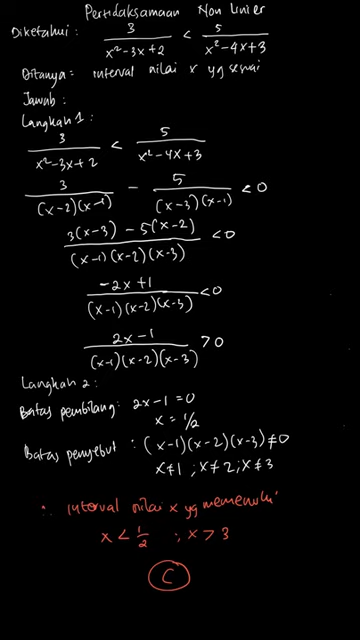 Pertidaksamaan Non Linier
Diketahui: 3/(x²-3x+2) < 5/(x²-4x+3)
Ditanya = interval nilai x yg sesuai
Jawab:
Langkah 1:
3/(x²-3x+2) < 5/(x²-4x+3)
3/((x-2)(x-1)) - 5/((x-3)(x-1)) < 0
(3(x-3) - 5(x-2))/((x-1)(x-2)(x-3)) < 0
(-2x+1)/((x-1)(x-2)(x-3)) < 0
(2x-1)/((x-1)(x-2)(x-3)) > 0
Langkah 2:
Batas pembilang: 2x-1=0
x = 1/2
Batas penyebut: (x-1)(x-2)(x-3)≠0
x≠1 ; x≠2 ; x≠3
∴ interval nilai x yg memenuhi
x < 1/2 ; x > 3
C